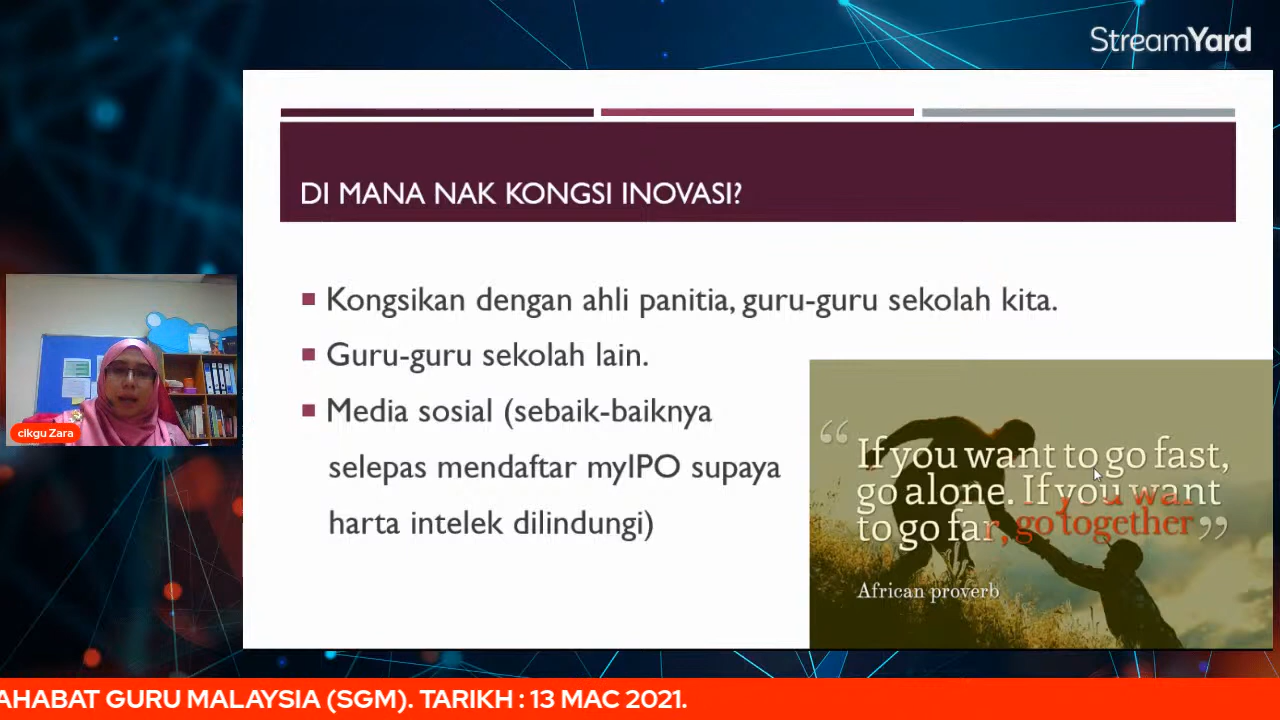 StreamYard
DI MANA NAK KONGSI INOVASI?
Kongsikan dengan ahli panitia, guru-guru sekolah kita.
Guru-guru sekolah lain.
Media sosial (sebaik-baiknya
selepas mendaftar myIPO supaya
harta intelek dilindungi)
“If you want to go fast,
go alone. If you want
to go far, go together”
African proverb
cikgu Zara
AHABAT GURU MALAYSIA (SGM). TARIKH : 13 MAC 2021.